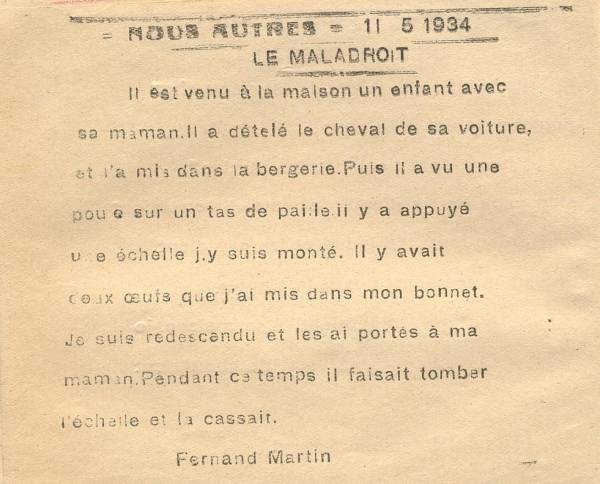 = NOUS AUTRES = 11 5 1934
LE MALADROIT
Il est venu à la maison un enfant avec
sa maman.Il a dételé le cheval de sa voiture,
et l'a mis dans la bergerie.Puis il a vu une
poule sur un tas de paille.il y a appuyé
une échelle j.y suis monté. Il y avait
deux œufs que j'ai mis dans mon bonnet.
Je suis redescendu et les ai portés à ma
maman.Pendant ce temps il faisait tomber
l'échelle et la cassait.
Fernand Martin